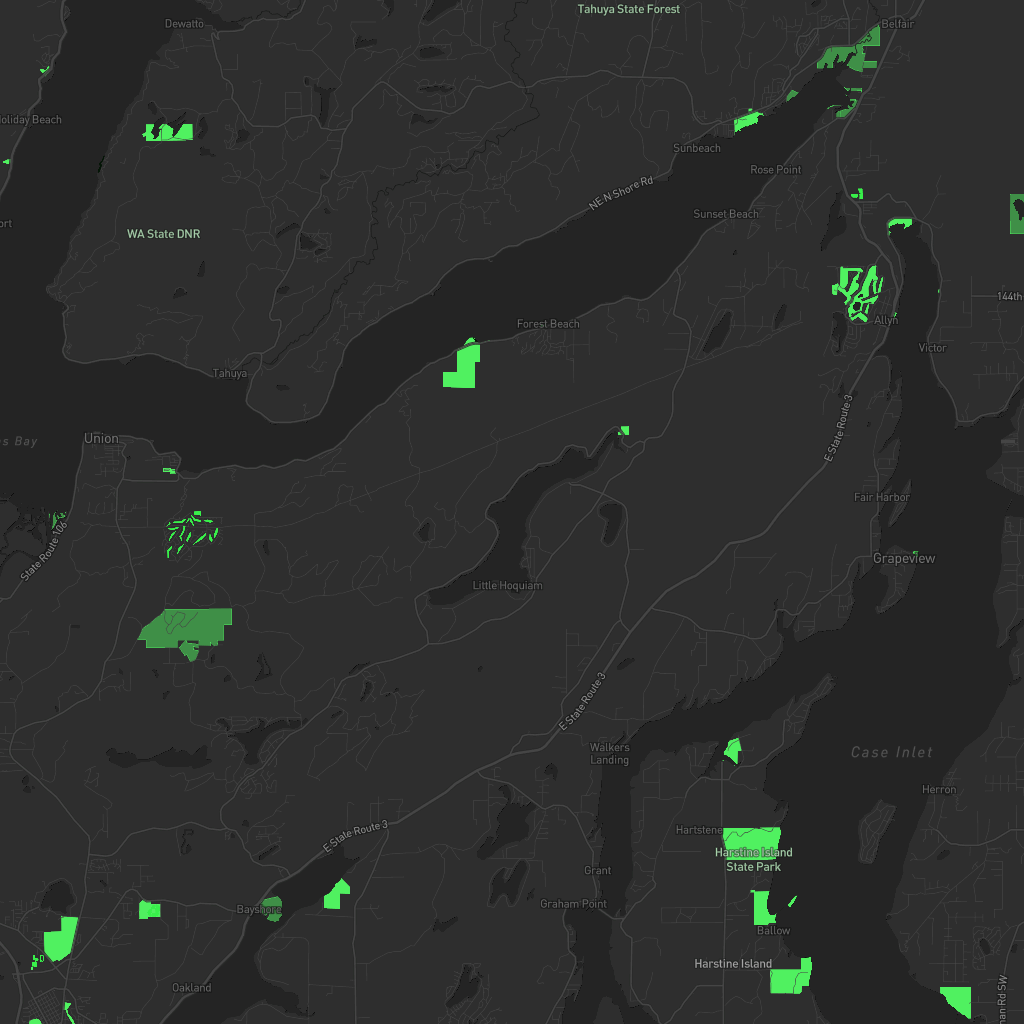 Tahuya State Forest
Dewatto
Belfair
Holiday Beach
Sunbeach
Rose Point
NE N Shore Rd
Sunset Beach
WA State DNR
144th
Forest Beach
Allyn
Victor
Tahuya
E State Route 3
Union
Fair Harbor
State Route 106
Grapeview
Little Hoquiam
E State Route 3
Walkers
Landing
Case Inlet
Herron
E State Route 3
Hartstene
Harstine Island
State Park
Grant
Graham Point
Bayshore
Ballow
Harstine Island
Oakland